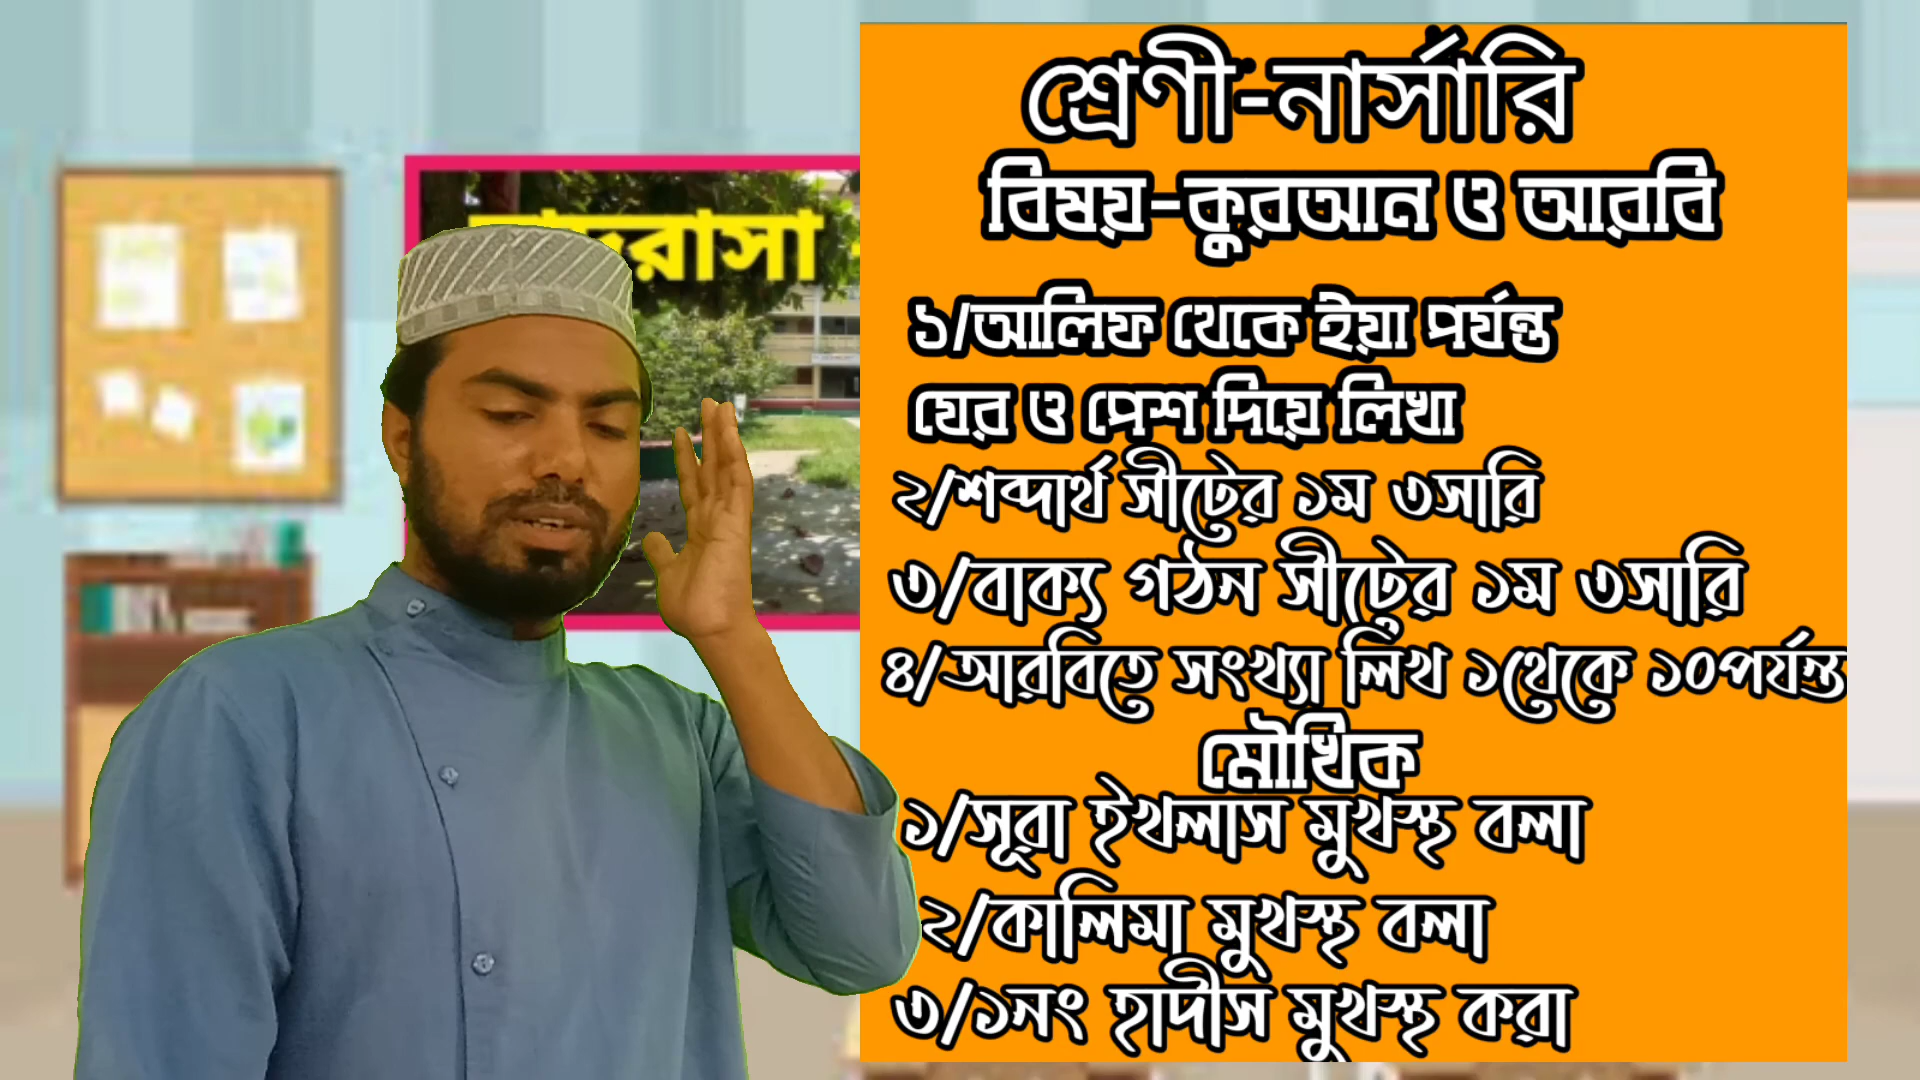 রাসা
শ্রেণী-নার্সারি
বিষয়-কুরআন ও আরবি
১/আলিফ থেকে ইয়া পর্যন্ত
যের ও পেশ দিয়ে লিখা
২/শব্দার্থ সীটের ১ম ৩সারি
৩/বাক্য গঠন সীটের ১ম ৩সারি
৪/আরবিতে সংখ্যা লিখ ১থেকে ১০পর্যন্ত
মৌখিক
১/সূরা ইখলাস মুখস্থ বলা
২/কালিমা মুখস্থ বলা
৩/১নং হাদীস মুখস্থ করা